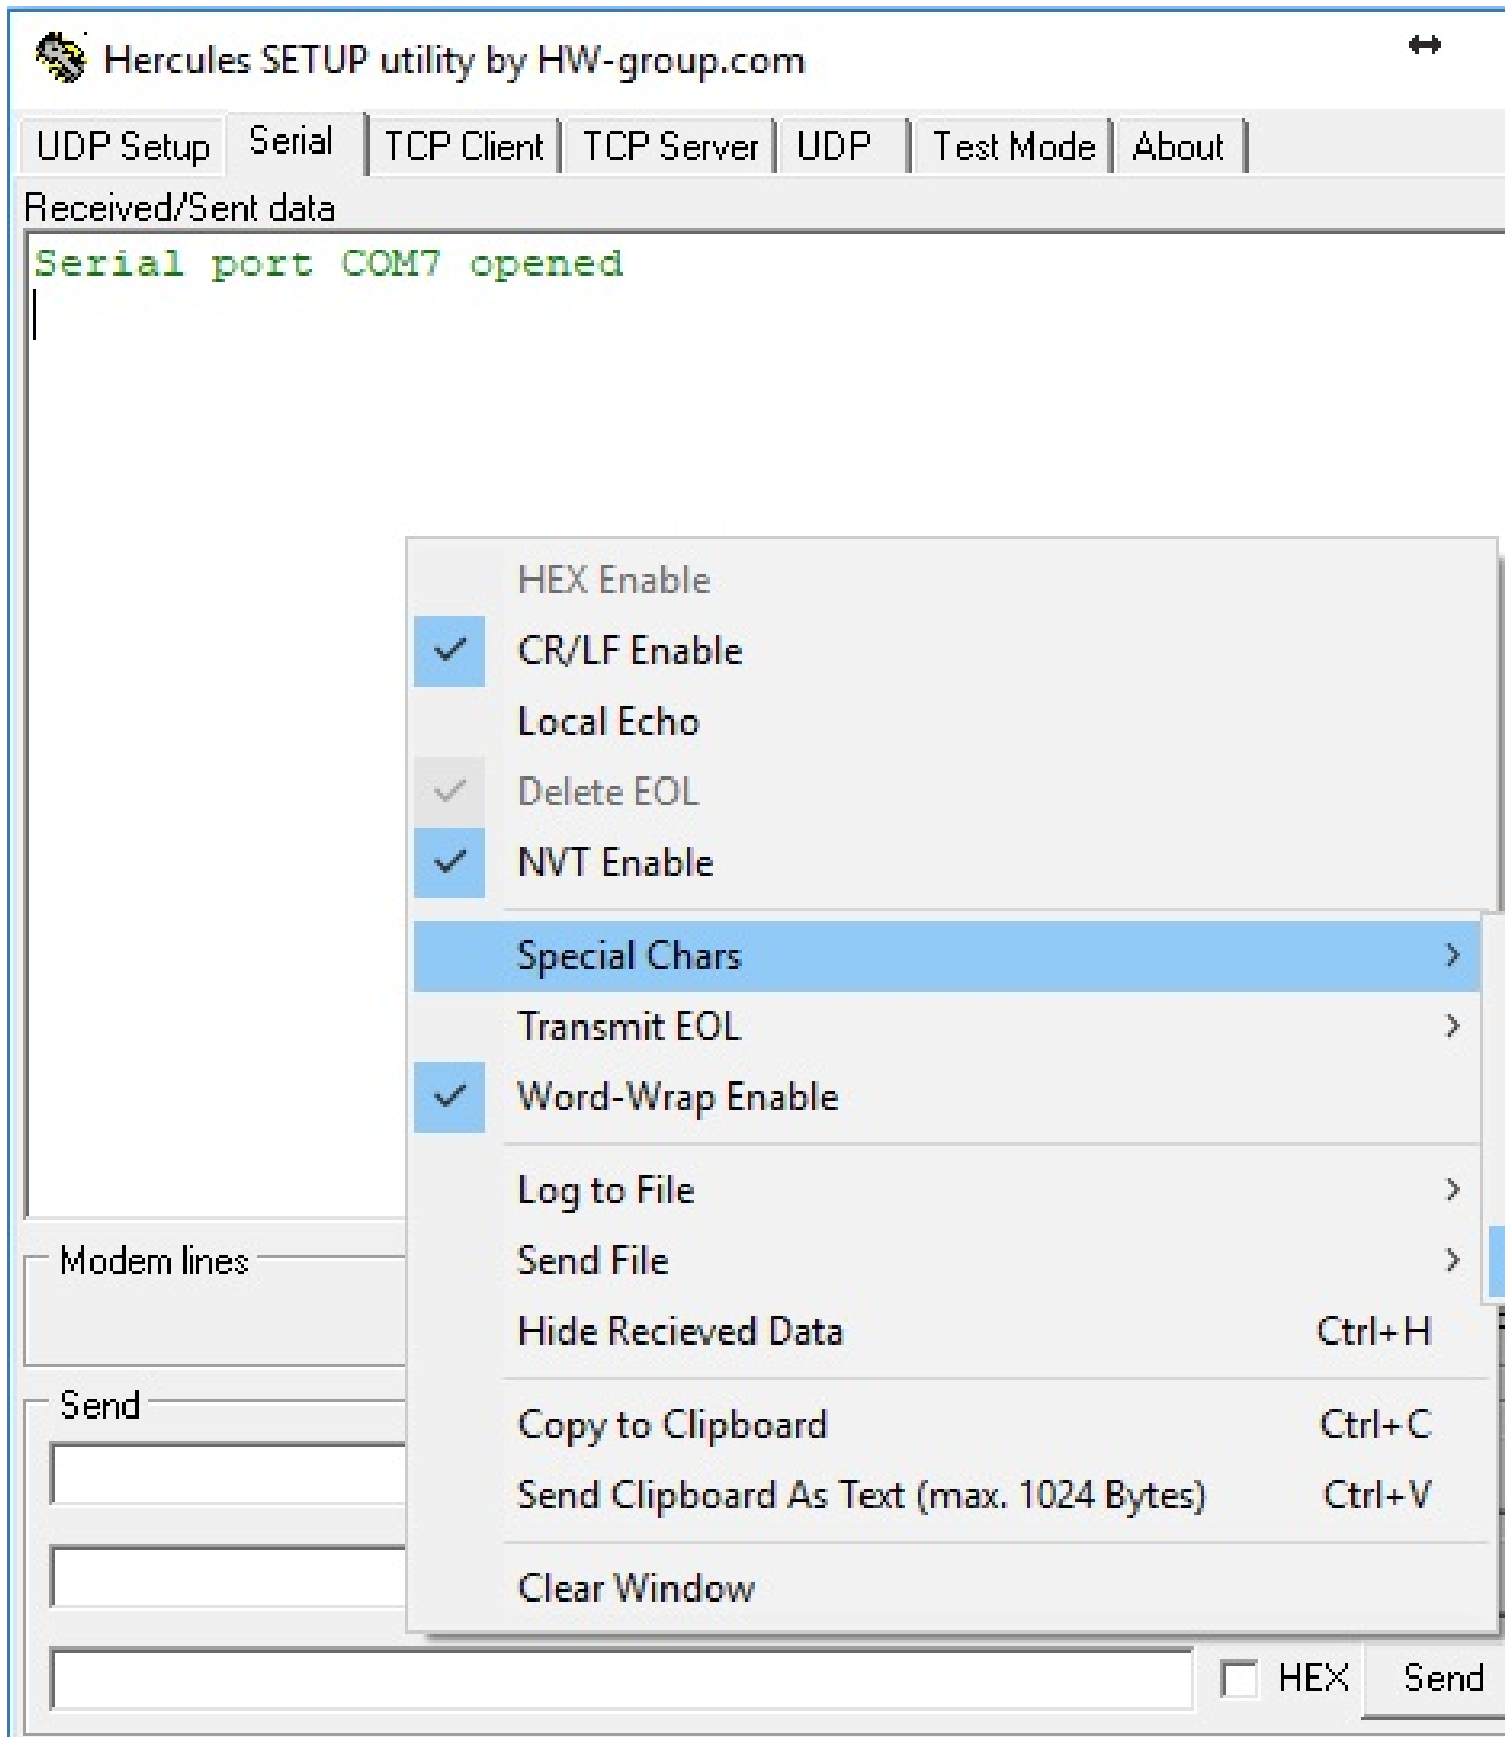 Hercules SETUP utility by HW-group.com
UDP Setup Serial TCP Client TCP Server UDP Test Mode About
Received/Sent data
Serial port COM7 opened
HEX Enable
CR/LF Enable
Local Echo
Delete EOL
NVT Enable
Special Chars
Transmit EOL
Word-Wrap Enable
Log to File
Send File
Hide Recieved Data Ctrl+H
Copy to Clipboard Ctrl+C
Send Clipboard As Text (max. 1024 Bytes) Ctrl+V
Clear Window
Modem lines
Send
HEX Send